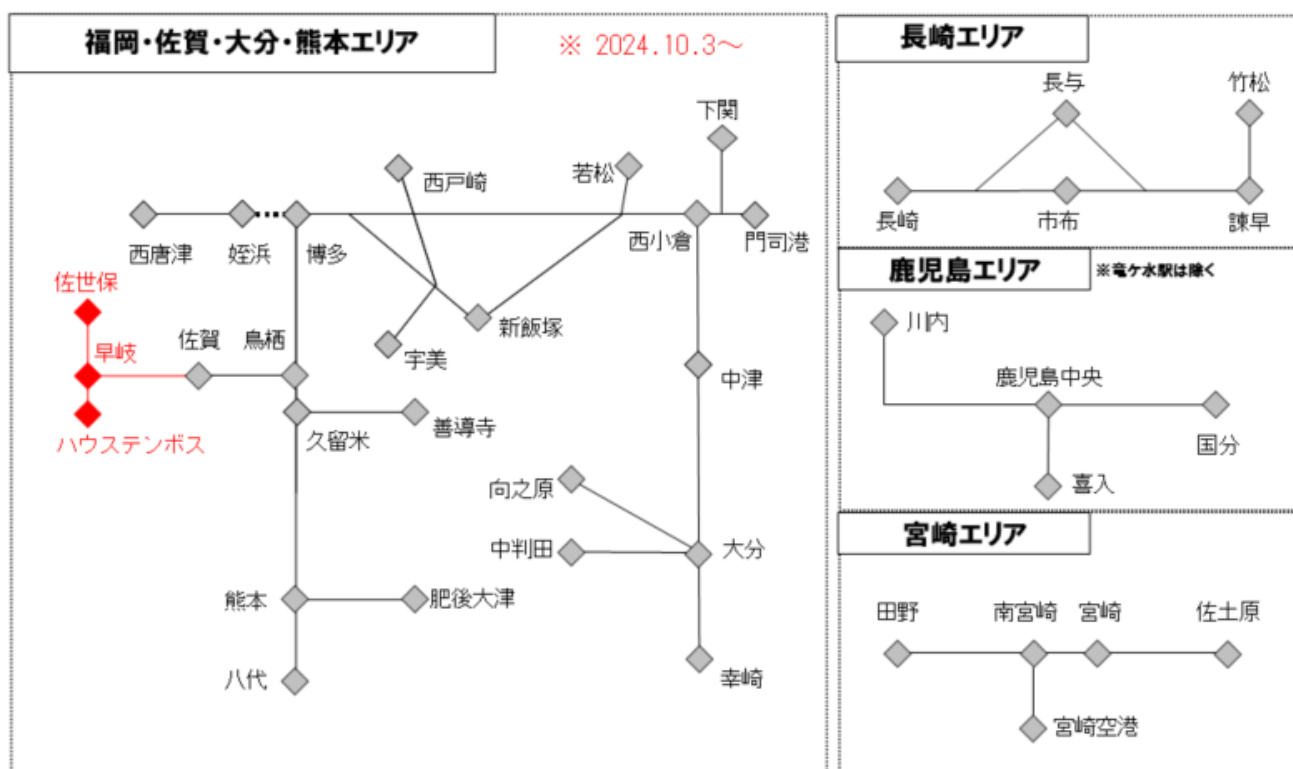 福岡・佐賀・大分・熊本エリア
※ 2024.10.3～
下関
西戸崎
若松
西唐津
姪浜
博多
西小倉
門司港
佐世保
早岐
佐賀
鳥栖
新飯塚
宇美
中津
ハウステンボス
久留米
善導寺
向之原
中判田
大分
熊本
肥後大津
八代
幸崎
長崎エリア
長与
竹松
長崎
市布
諫早
鹿児島エリア
※竜ケ水駅は除く
川内
鹿児島中央
国分
喜入
宮崎エリア
田野
南宮崎
宮崎
佐土原
宮崎空港